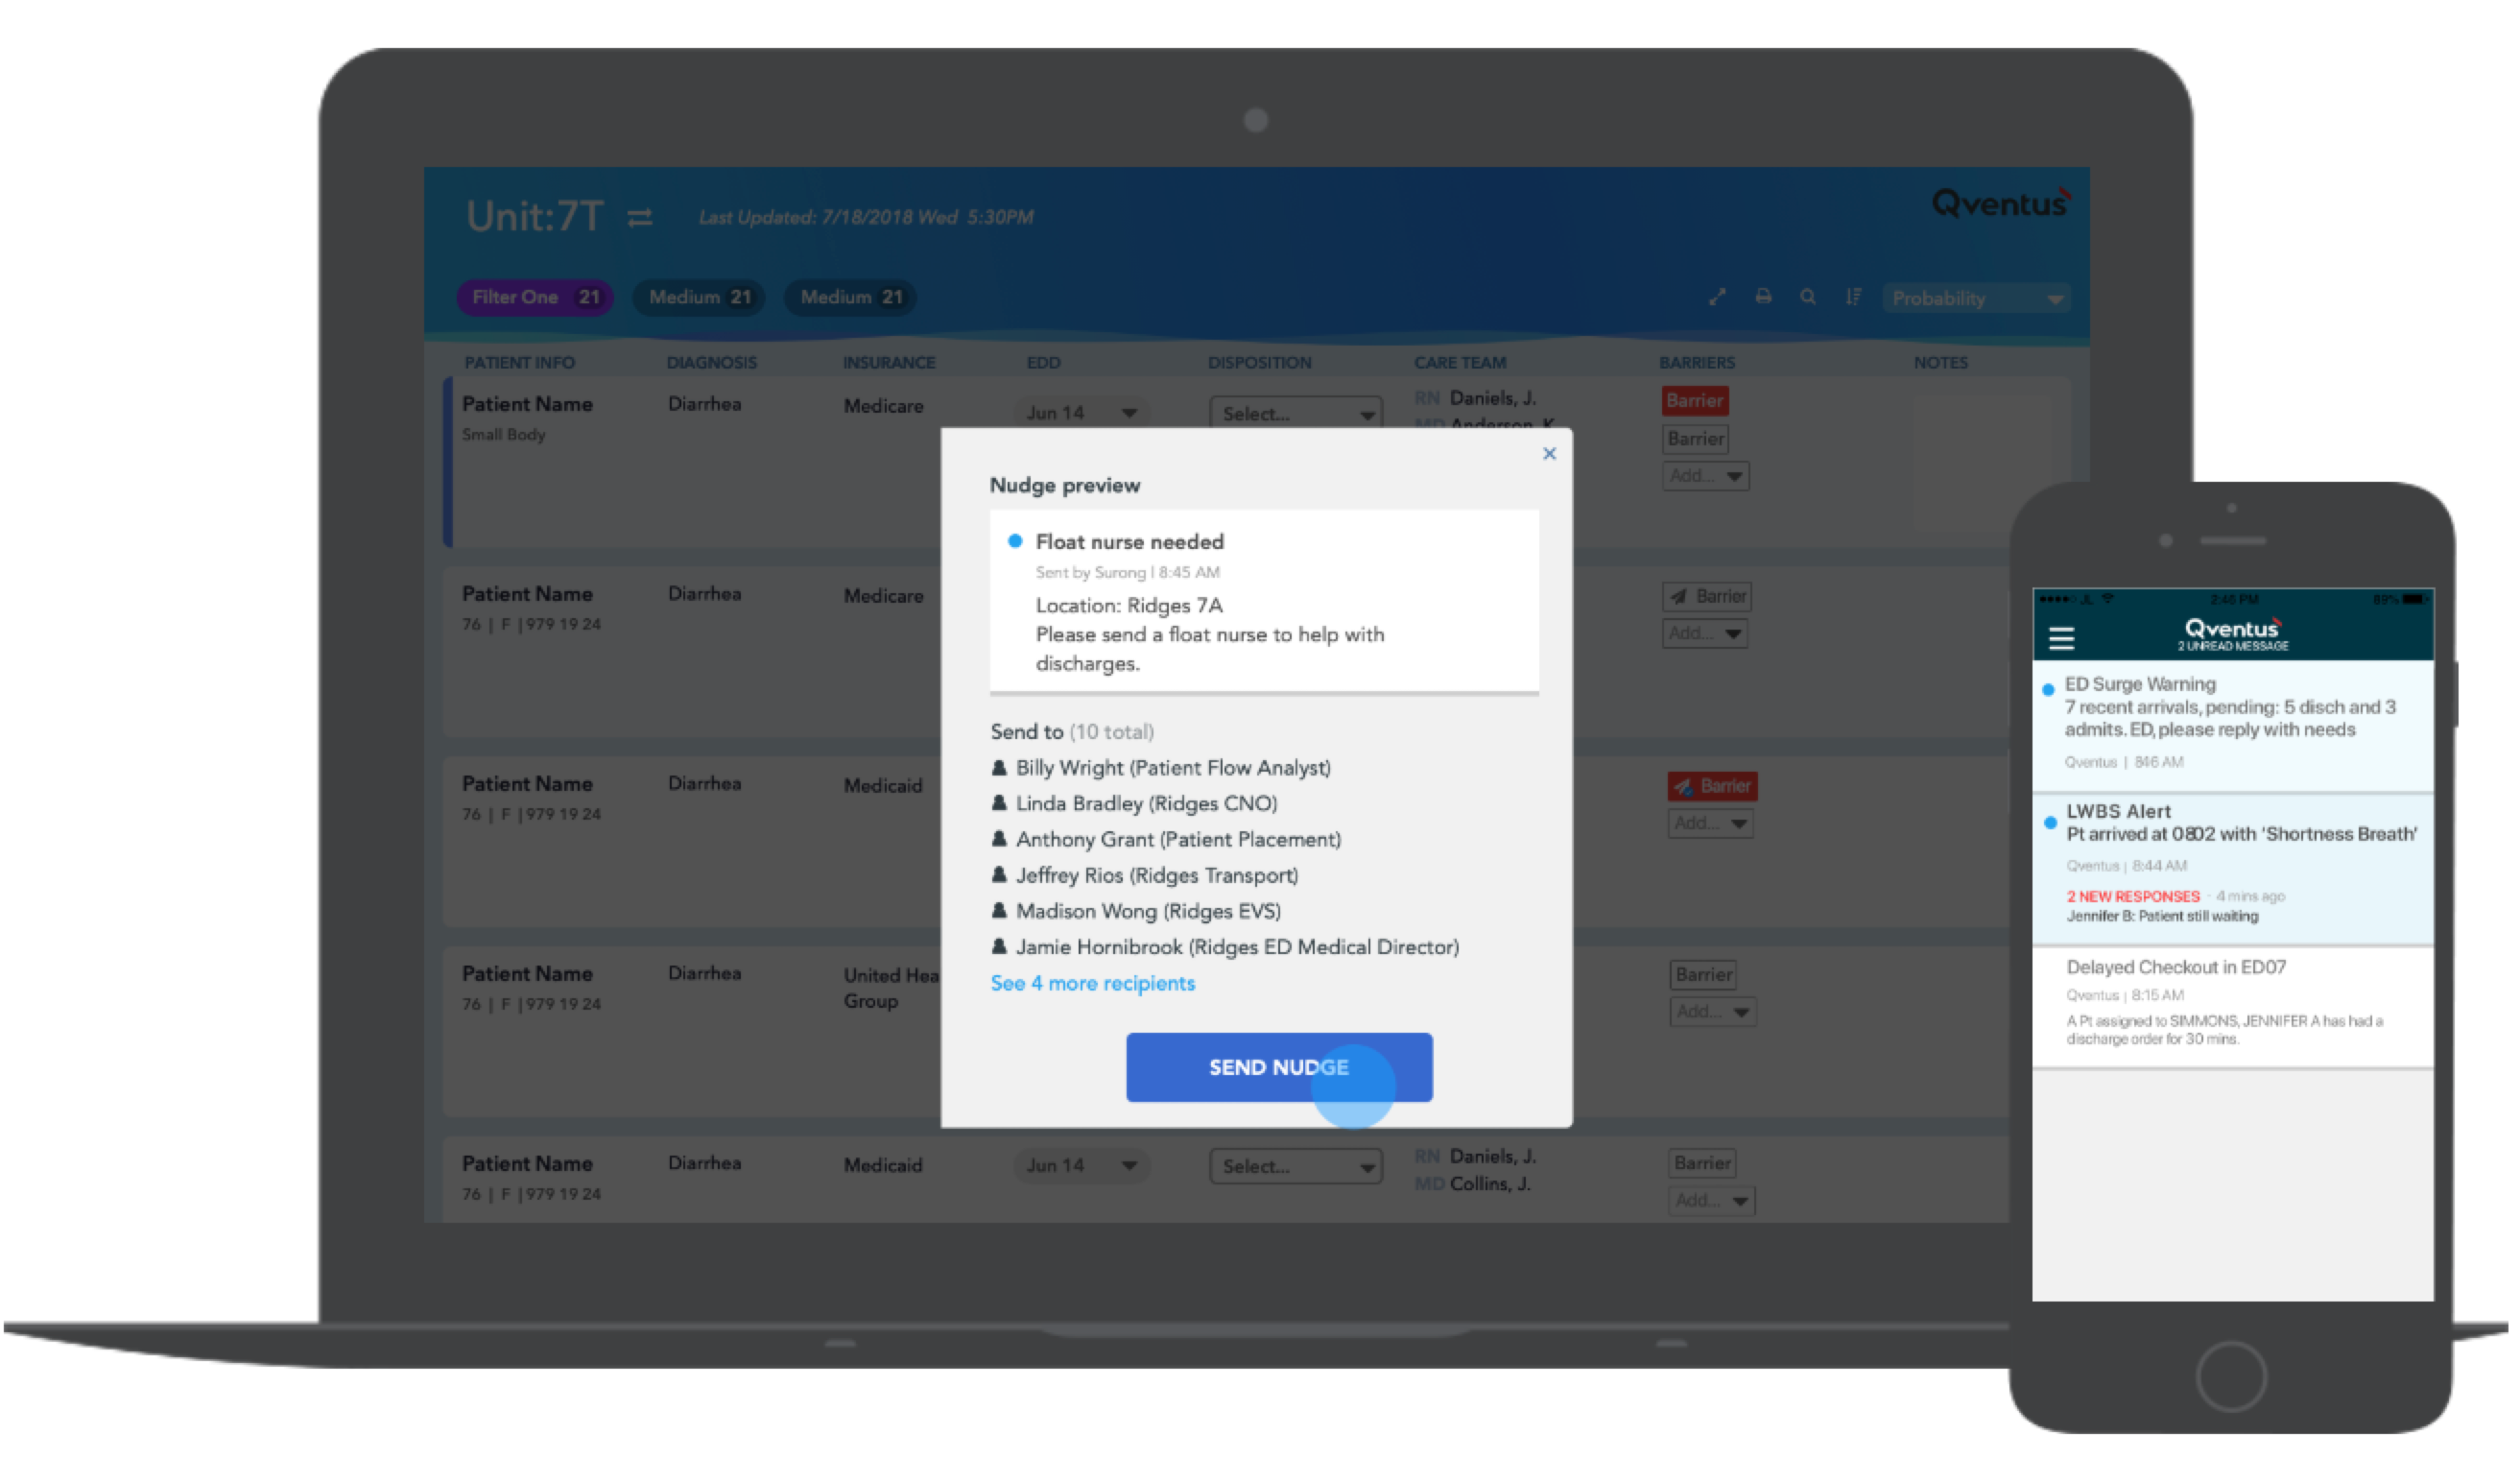 Unit:7T
Last Updated: 7/18/2018 Wed 5:30PM
Qventus
Filter One 21
Medium 21
Medium 21
Probability
PATIENT INFO DIAGNOSIS INSURANCE EDD DISPOSITION CARE TEAM BARRIERS NOTES
Patient Name Diarrhea Medicare Jun 14 Select... RN Daniels, J. Barrier
Small Body MD Anderson, K. Barrier
Add...
Patient Name Diarrhea Medicare Barrier
76 | F | 979 19 24 Add...
Patient Name Diarrhea Medicaid Barrier
76 | F | 979 19 24 Add...
Patient Name Diarrhea United Hea Barrier
76 | F | 979 19 24 Group Add...
Patient Name Diarrhea Medicaid Jun 14 Select... RN Daniels, J. Barrier
76 | F | 979 19 24 MD Collins, J. Add...
×
Nudge preview
Float nurse needed
Sent by Surong | 8:45 AM
Location: Ridges 7A
Please send a float nurse to help with
discharges.
Send to (10 total)
Billy Wright (Patient Flow Analyst)
Linda Bradley (Ridges CNO)
Anthony Grant (Patient Placement)
Jeffrey Rios (Ridges Transport)
Madison Wong (Ridges EVS)
Jamie Hornibrook (Ridges ED Medical Director)
See 4 more recipients
SEND NUDGE
JL 2:46 PM 89%
Qventus
2 UNREAD MESSAGE
ED Surge Warning
7 recent arrivals, pending: 5 disch and 3
admits. ED, please reply with needs
Qventus | 846 AM
LWBS Alert
Pt arrived at 0802 with ‘Shortness Breath’
Qventus | 8:44 AM
2 NEW RESPONSES · 4 mins ago
Jennifer B: Patient still waiting
Delayed Checkout in ED07
Qventus | 8:15 AM
A Pt assigned to SIMMONS, JENNIFER A has had a
discharge order for 30 mins.